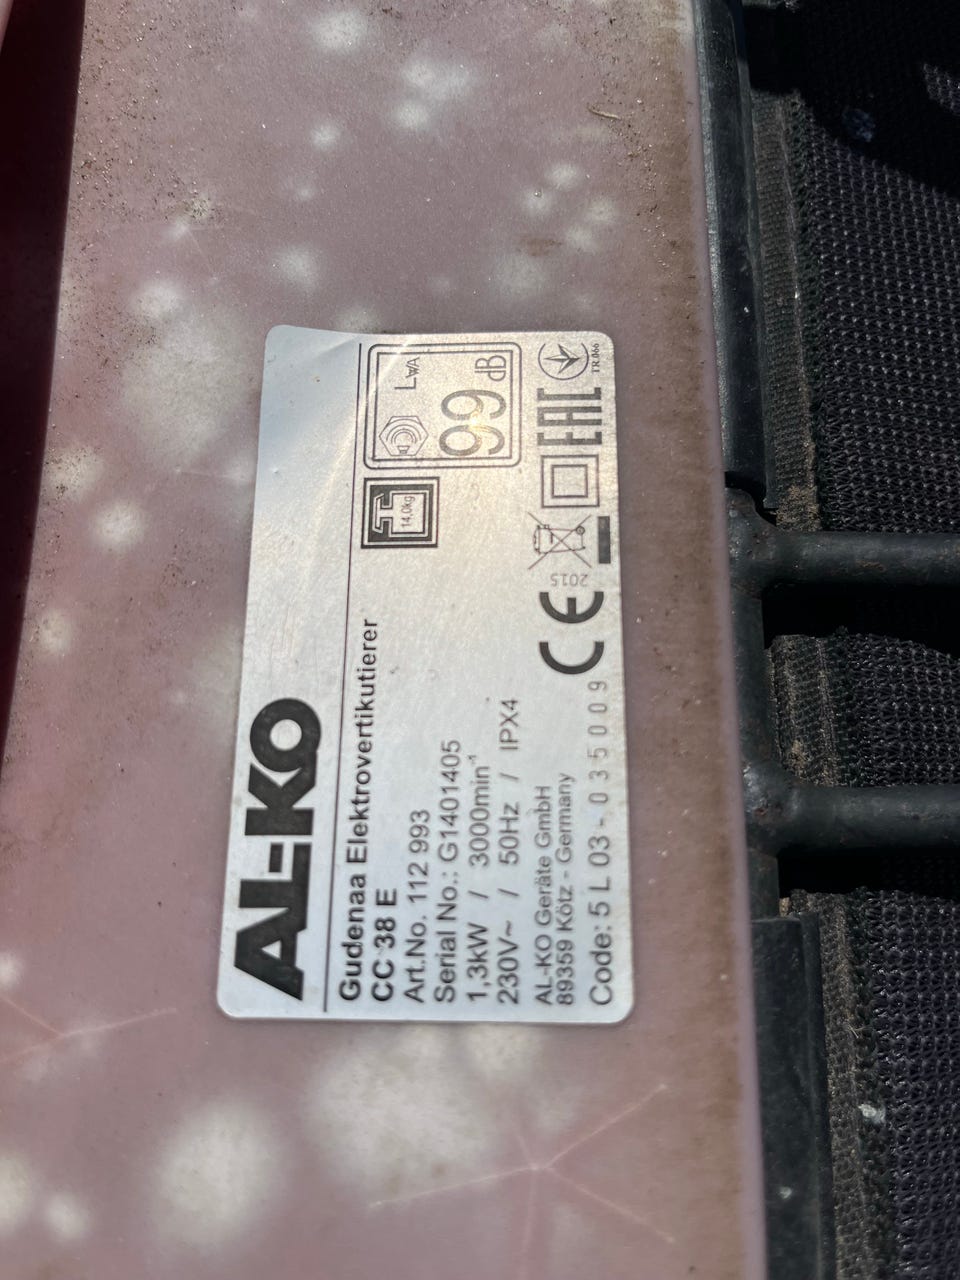 AL-KO
Gudenaa Elektrovertikutierer
CC 38 E
Art.No. 112 993
Serial No.: G1401405
1,3kW / 3000min⁻¹
230V~ / 50Hz / IPX4
AL-KO Geräte GmbH
89359 Kötz - Germany
Code: 5 L 03 - 035009
14,0kg
LWA
99
dB
CE
2015
EAC
TR.066